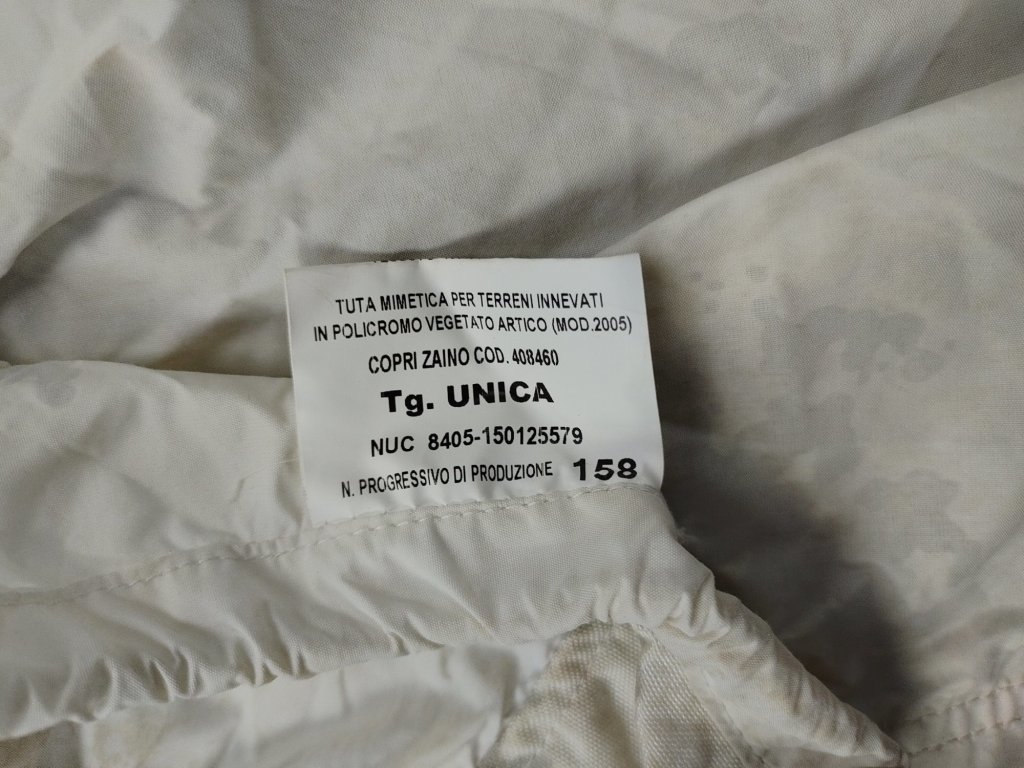 TUTA MIMETICA PER TERRENI INNEVATI
IN POLICROMO VEGETATO ARTICO (MOD.2005)
COPRI ZAINO COD. 408460
Tg. UNICA
NUC 8405-150125579
N. PROGRESSIVO DI PRODUZIONE 158